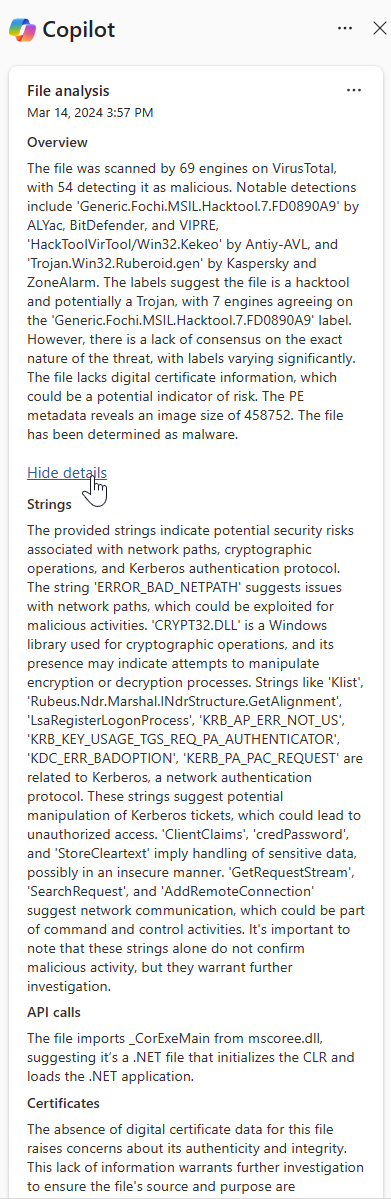 Copilot
File analysis
Mar 14, 2024 3:57 PM
Overview
The file was scanned by 69 engines on VirusTotal,
with 54 detecting it as malicious. Notable detections
include 'Generic.Fochi.MSIL.Hacktool.7.FD0890A9' by
ALYac, BitDefender, and VIPRE,
'HackToolVirTool/Win32.Kekeo' by Antiy-AVL, and
'Trojan.Win32.Ruberoid.gen' by Kaspersky and
ZoneAlarm. The labels suggest the file is a hacktool
and potentially a Trojan, with 7 engines agreeing on
the 'Generic.Fochi.MSIL.Hacktool.7.FD0890A9' label.
However, there is a lack of consensus on the exact
nature of the threat, with labels varying significantly.
The file lacks digital certificate information, which
could be a potential indicator of risk. The PE
metadata reveals an image size of 458752. The file
has been determined as malware.
Hide details
Strings
The provided strings indicate potential security risks
associated with network paths, cryptographic
operations, and Kerberos authentication protocol.
The string 'ERROR_BAD_NETPATH' suggests issues
with network paths, which could be exploited for
malicious activities. 'CRYPT32.DLL' is a Windows
library used for cryptographic operations, and its
presence may indicate attempts to manipulate
encryption or decryption processes. Strings like 'Klist',
'Rubeus.Ndr.Marshal.INdrStructure.GetAlignment',
'LsaRegisterLogonProcess', 'KRB_AP_ERR_NOT_US',
'KRB_KEY_USAGE_TGS_REQ_PA_AUTHENTICATOR',
'KDC_ERR_BADOPTION', 'KERB_PA_PAC_REQUEST' are
related to Kerberos, a network authentication
protocol. These strings suggest potential
manipulation of Kerberos tickets, which could lead to
unauthorized access. 'ClientClaims', 'credPassword',
and 'StoreCleartext' imply handling of sensitive data,
possibly in an insecure manner. 'GetRequestStream',
'SearchRequest', and 'AddRemoteConnection'
suggest network communication, which could be part
of command and control activities. It's important to
note that these strings alone do not confirm
malicious activity, but they warrant further
investigation.
API calls
The file imports _CorExeMain from mscoree.dll,
suggesting it's a .NET file that initializes the CLR and
loads the .NET application.
Certificates
The absence of digital certificate data for this file
raises concerns about its authenticity and integrity.
This lack of information warrants further investigation
to ensure the file's source and purpose are